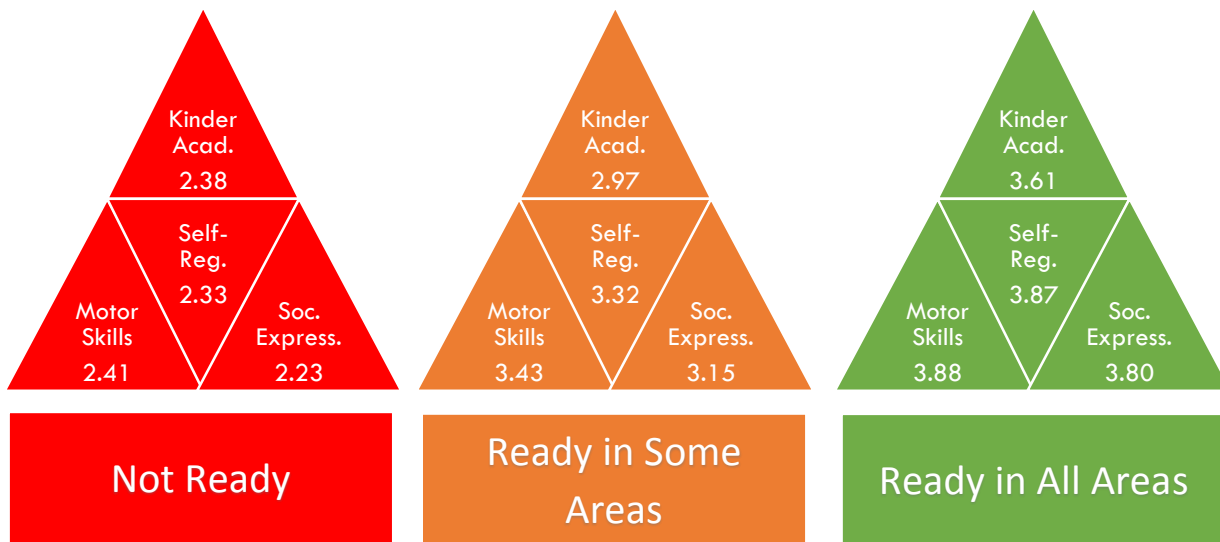 Kinder
Acad.
2.38
Self-
Reg.
2.33
Motor
Skills
2.41
Soc.
Express.
2.23
Not Ready
Kinder
Acad.
2.97
Self-
Reg.
3.32
Motor
Skills
3.43
Soc.
Express.
3.15
Ready in Some
Areas
Kinder
Acad.
3.61
Self-
Reg.
3.87
Motor
Skills
3.88
Soc.
Express.
3.80
Ready in All Areas